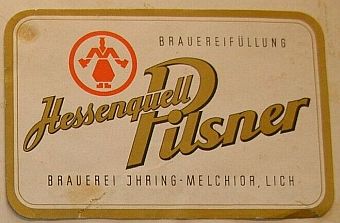 BRAUEREIFÜLLUNG
Hessenquell
Pilsner
BRAUEREI JHRING-MELCHIOR, LICH